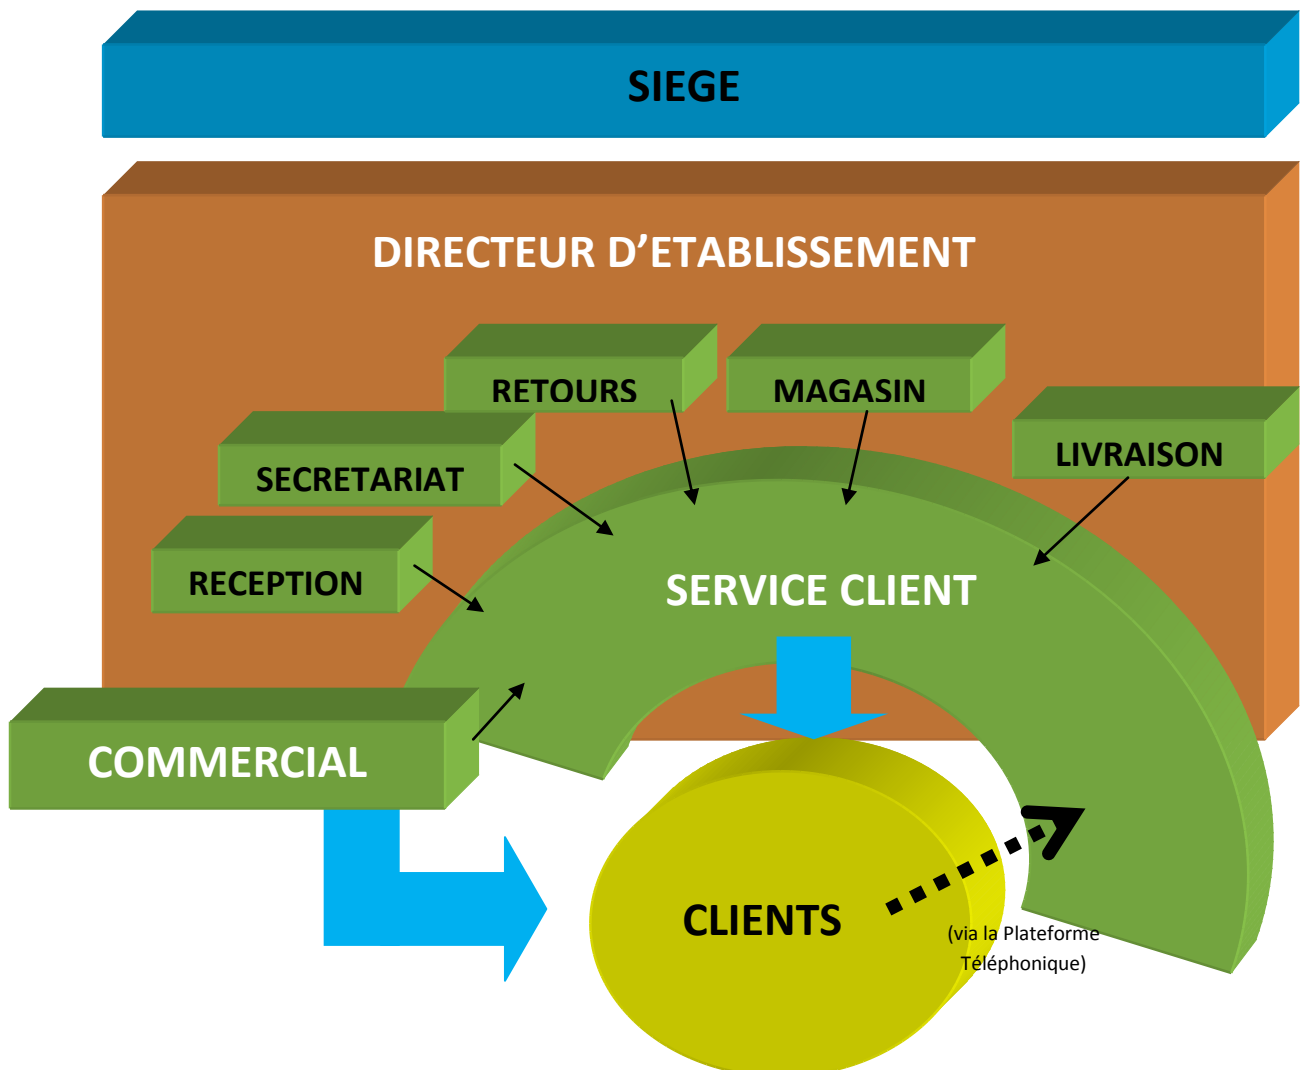 SIEGE
DIRECTEUR D’ETABLISSEMENT
RETOURS
MAGASIN
LIVRAISON
SECRETARIAT
RECEPTION
SERVICE CLIENT
COMMERCIAL
CLIENTS
(via la Plateforme
Téléphonique)